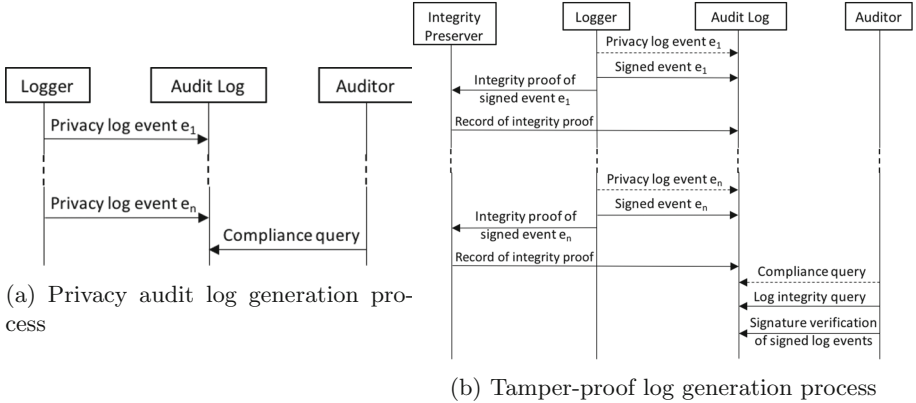 Logger
Audit Log
Auditor
Privacy log event e1
Privacy log event en
Compliance query
(a) Privacy audit log generation pro-
cess
Integrity
Preserver
Logger
Audit Log
Auditor
Privacy log event e1
Signed event e1
Integrity proof of
signed event e1
Record of integrity proof
Privacy log event en
Signed event en
Integrity proof of
signed event en
Record of integrity proof
Compliance query
Log integrity query
Signature verification
of signed log events
(b) Tamper-proof log generation process